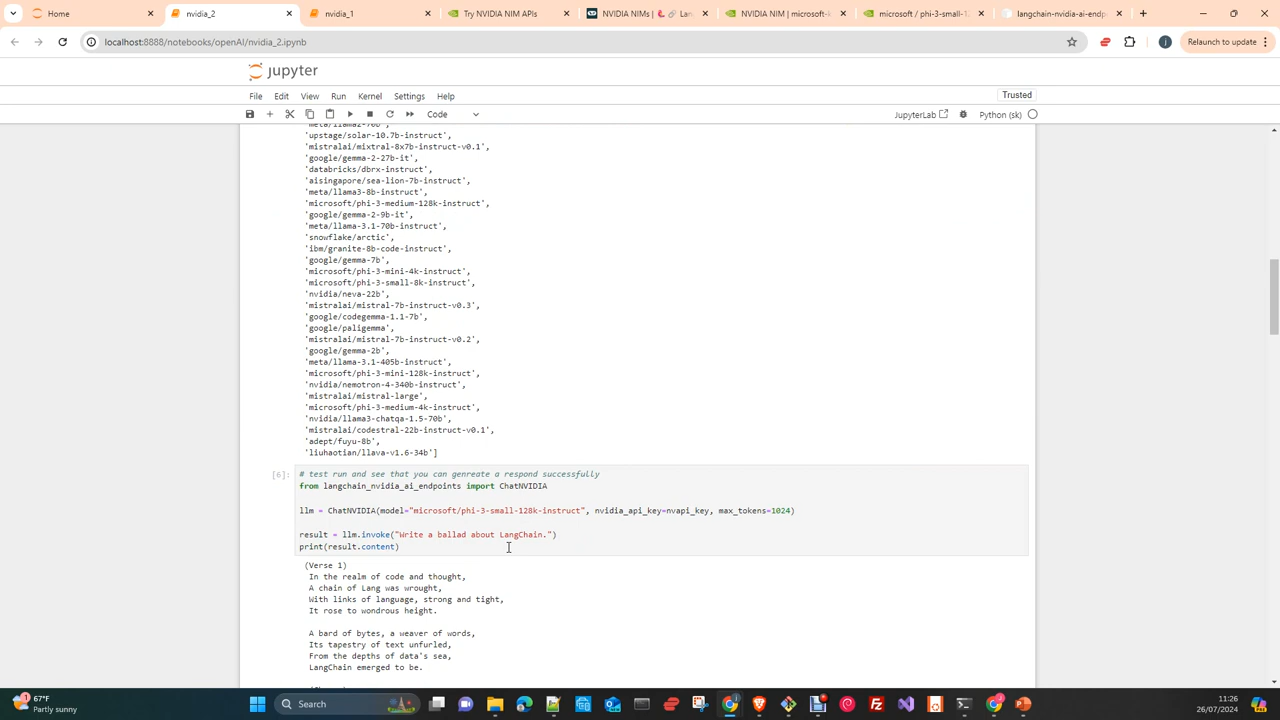 Home
nvidia_2
nvidia_1
Try NVIDIA NIM APIs
NVIDIA NIMs | 🦜️🔗 Lan
NVIDIA NIM | microsoft-k
microsoft / phi-3-small-12
langchain-nvidia-ai-endp
localhost:8888/notebooks/openAI/nvidia_2.ipynb
Relaunch to update
jupyter
File Edit View Run Kernel Settings Help
Trusted
Code
JupyterLab
Python (sk)
'meta/llama2-70b',
'upstage/solar-10.7b-instruct',
'mistralai/mixtral-8x7b-instruct-v0.1',
'google/gemma-2-27b-it',
'databricks/dbrx-instruct',
'aisingapore/sea-lion-7b-instruct',
'meta/llama3-8b-instruct',
'microsoft/phi-3-medium-128k-instruct',
'google/gemma-2-9b-it',
'meta/llama-3.1-70b-instruct',
'snowflake/arctic',
'ibm/granite-8b-code-instruct',
'google/gemma-7b',
'microsoft/phi-3-mini-4k-instruct',
'microsoft/phi-3-small-8k-instruct',
'nvidia/neva-22b',
'mistralai/mistral-7b-instruct-v0.3',
'google/codegemma-1.1-7b',
'google/paligemma',
'mistralai/mistral-7b-instruct-v0.2',
'google/gemma-2b',
'meta/llama-3.1-405b-instruct',
'microsoft/phi-3-mini-128k-instruct',
'nvidia/nemotron-4-340b-instruct',
'mistralai/mistral-large',
'microsoft/phi-3-medium-4k-instruct',
'nvidia/llama3-chatqa-1.5-70b',
'mistralai/codestral-22b-instruct-v0.1',
'adept/fuyu-8b',
'liuhaotian/llava-v1.6-34b']
[6]:
# test run and see that you can genreate a respond successfully
from langchain_nvidia_ai_endpoints import ChatNVIDIA
llm = ChatNVIDIA(model="microsoft/phi-3-small-128k-instruct", nvidia_api_key=nvapi_key, max_tokens=1024)
result = llm.invoke("Write a ballad about LangChain.")
print(result.content)
(Verse 1)
In the realm of code and thought,
A chain of Lang was wrought,
With links of language, strong and tight,
It rose to wondrous height.
A bard of bytes, a weaver of words,
Its tapestry of text unfurled,
From the depths of data's sea,
LangChain emerged to be.
67°F
Partly sunny
Search
11:26
26/07/2024